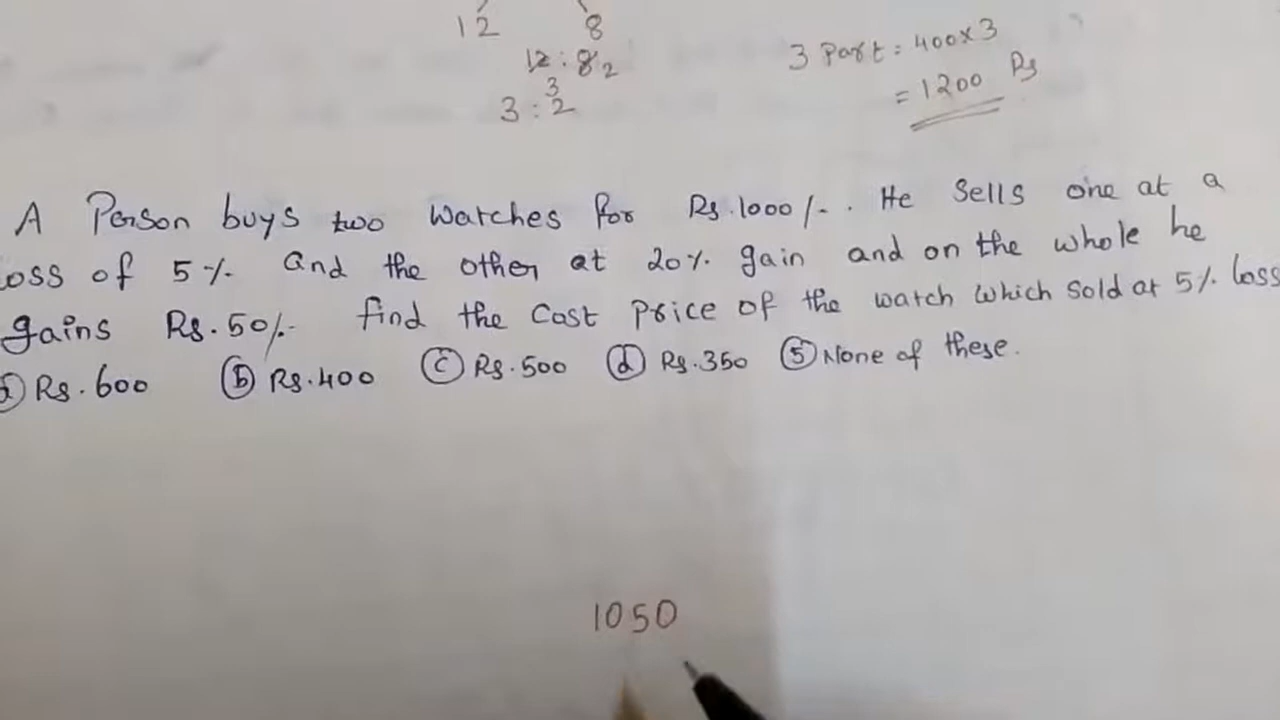 12 8
12 : 8 2
3
3 : 2
3 Part = 400x3
= 1200 Rs
A Person buys two watches for Rs.1000/-. He Sells one at a
loss of 5% and the other at 20% gain and on the whole he
gains Rs.50/- find the Cost Price of the watch which sold at 5% loss
Rs.600 (b) Rs.400 (c) Rs.500 (d) Rs.350 (5) None of these.
1050